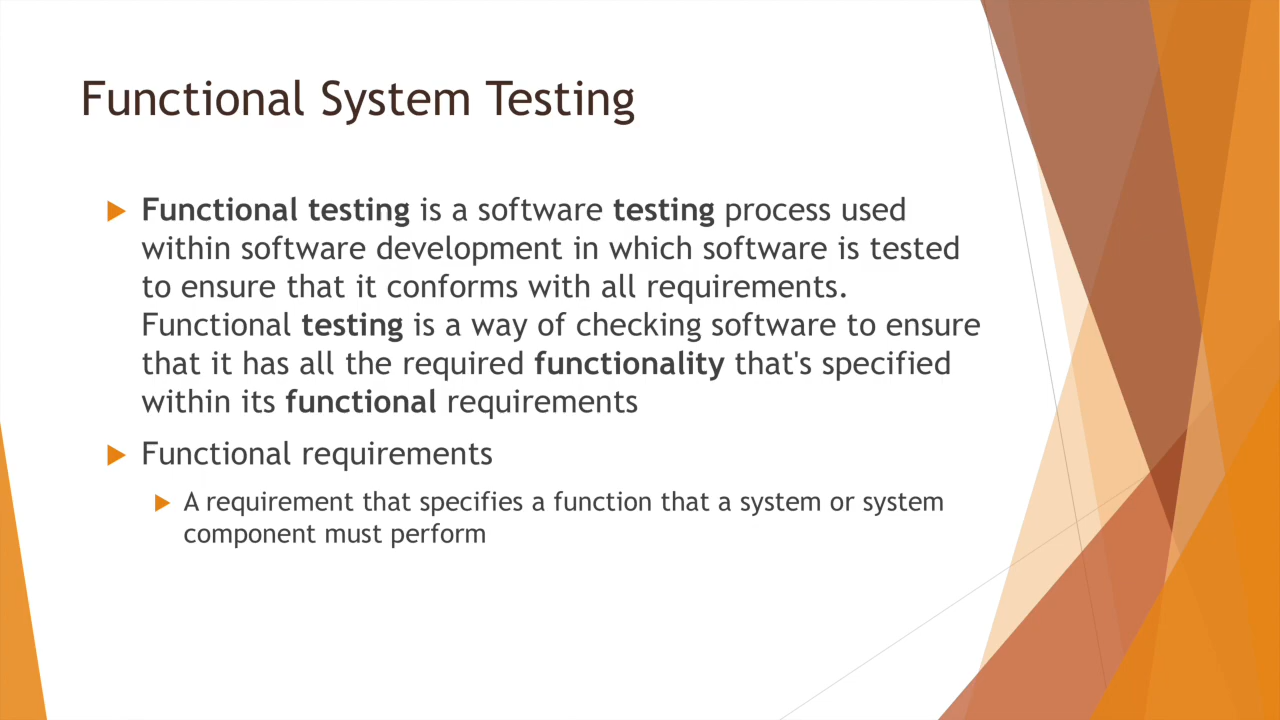 Functional System Testing
Functional testing is a software testing process used
within software development in which software is tested
to ensure that it conforms with all requirements.
Functional testing is a way of checking software to ensure
that it has all the required functionality that's specified
within its functional requirements
Functional requirements
A requirement that specifies a function that a system or system
component must perform